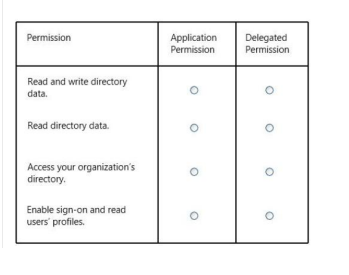 Permission
Application
Permission
Delegated
Permission
Read and write directory
data.
Read directory data.
Access your organization's
directory.
Enable sign-on and read
users' profiles.